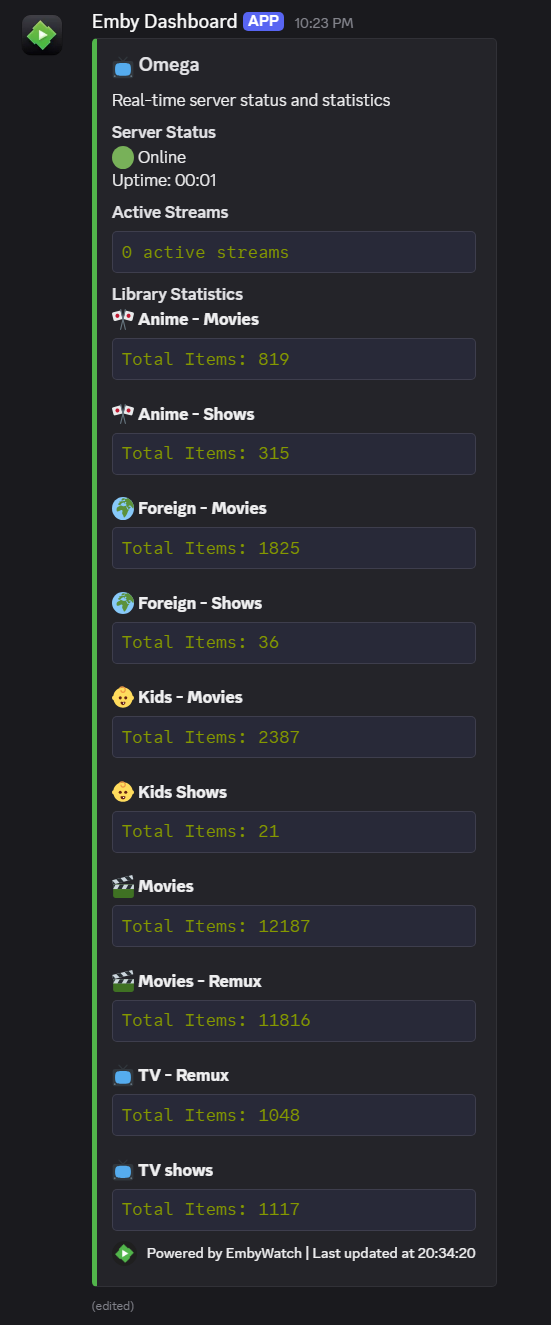 Emby Dashboard APP 10:23 PM
Omega
Real-time server status and statistics
Server Status
Online
Uptime: 00:01
Active Streams
0 active streams
Library Statistics
Anime - Movies
Total Items: 819
Anime - Shows
Total Items: 315
Foreign - Movies
Total Items: 1825
Foreign - Shows
Total Items: 36
Kids - Movies
Total Items: 2387
Kids Shows
Total Items: 21
Movies
Total Items: 12187
Movies - Remux
Total Items: 11816
TV - Remux
Total Items: 1048
TV shows
Total Items: 1117
Powered by EmbyWatch | Last updated at 20:34:20
(edited)